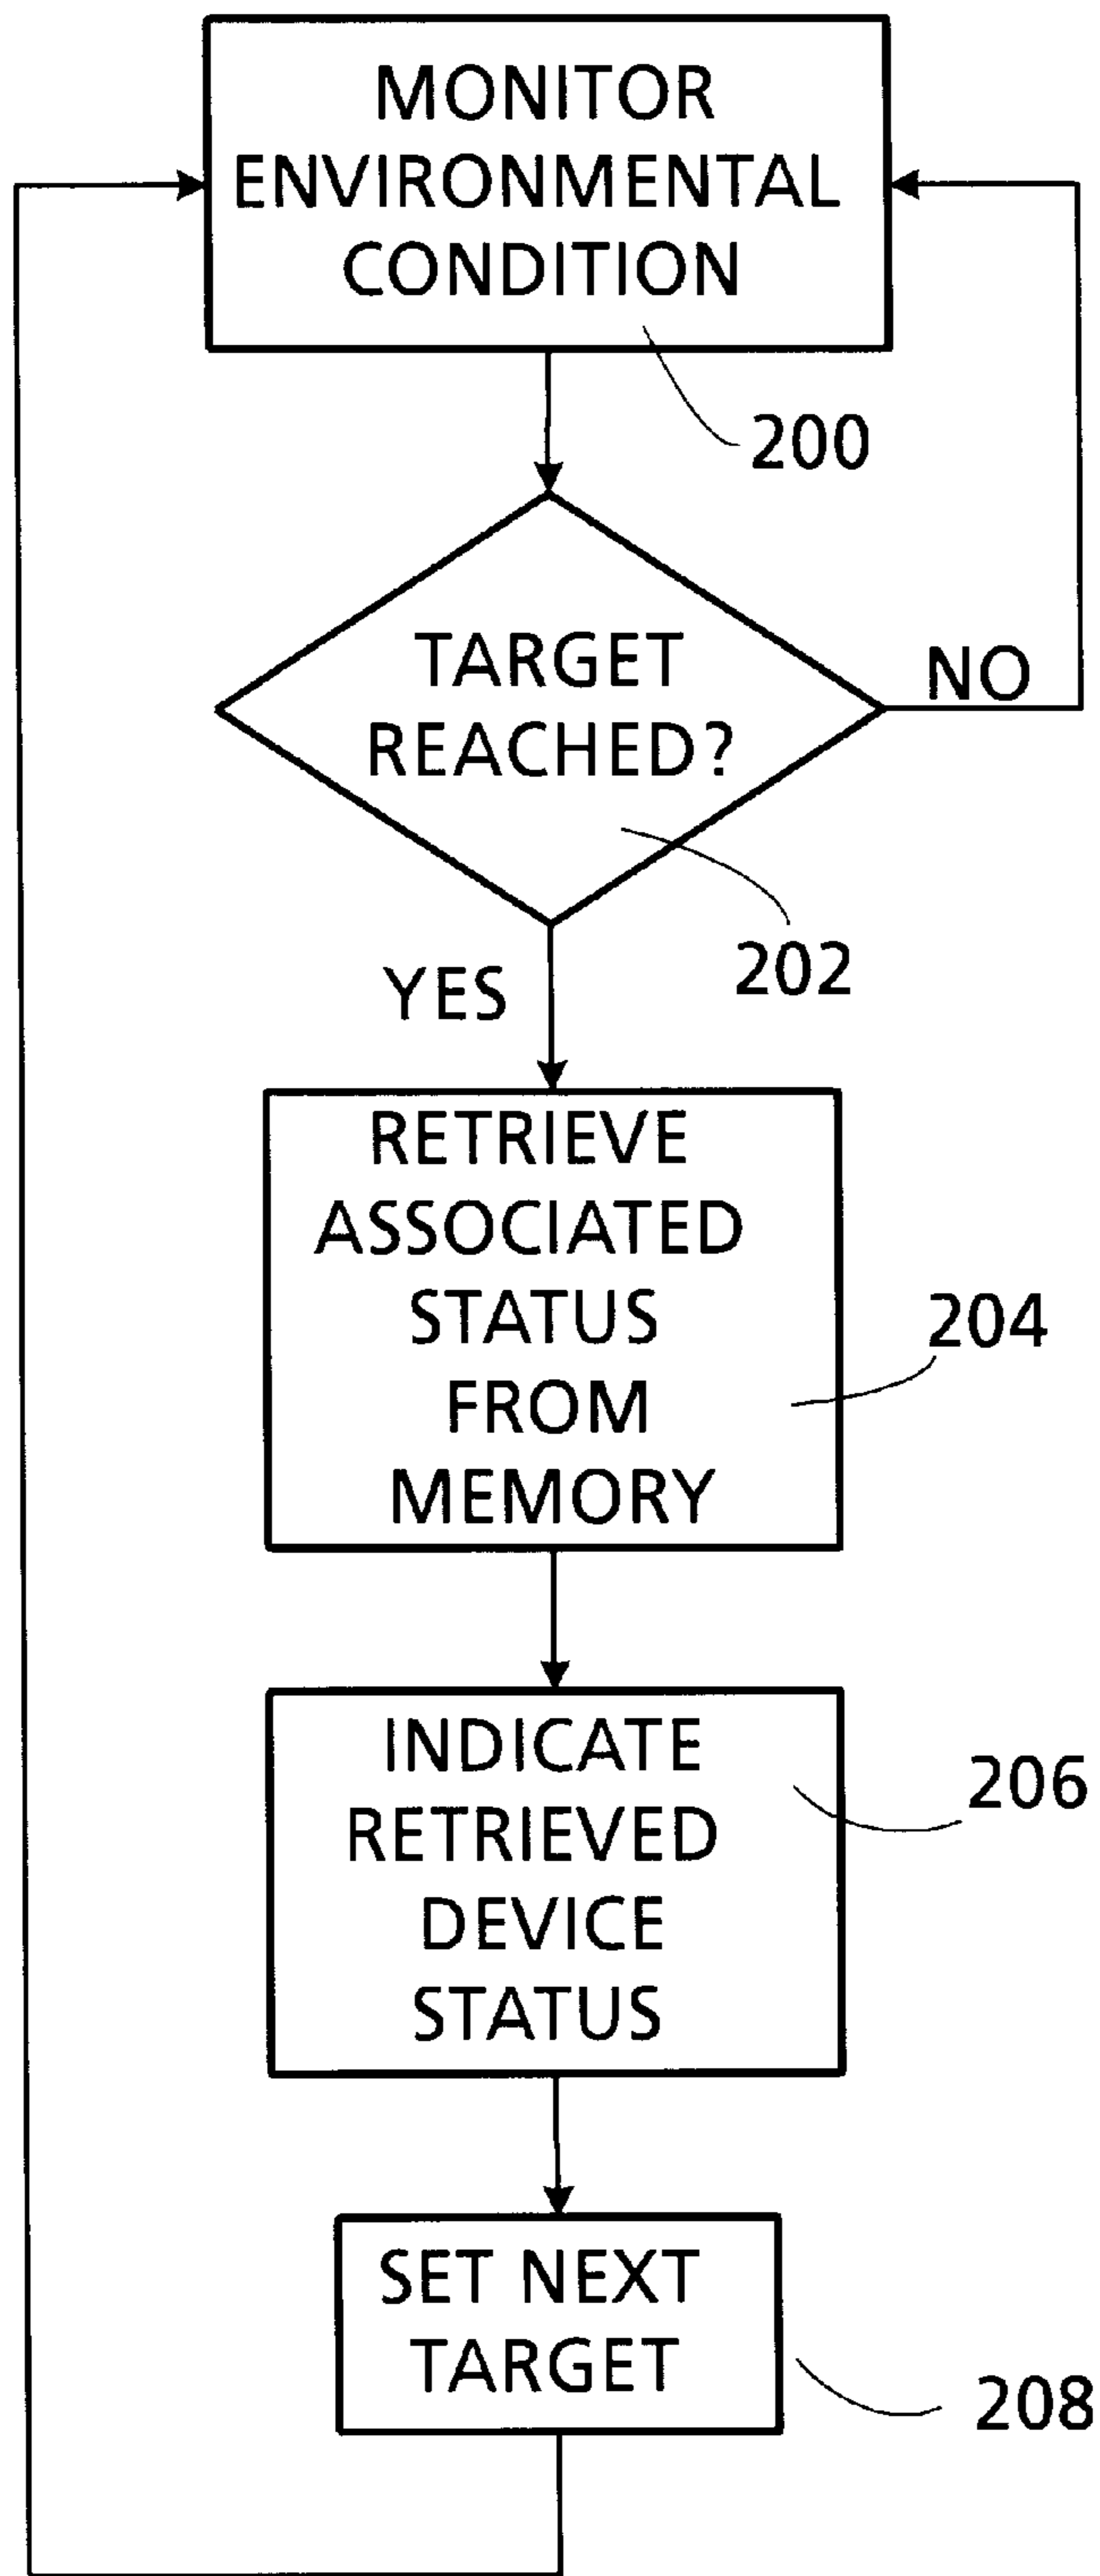 MONITOR
ENVIRONMENTAL
CONDITION
200
TARGET
REACHED?
NO
202
YES
RETRIEVE
ASSOCIATED
STATUS
FROM
MEMORY
204
INDICATE
RETRIEVED
DEVICE
STATUS
206
SET NEXT
TARGET
208